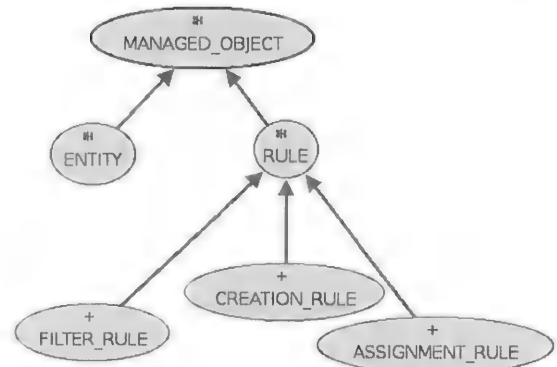 *
MANAGED_OBJECT
*
ENTITY
*
RULE
+
CREATION_RULE
+
FILTER_RULE
+
ASSIGNMENT_RULE